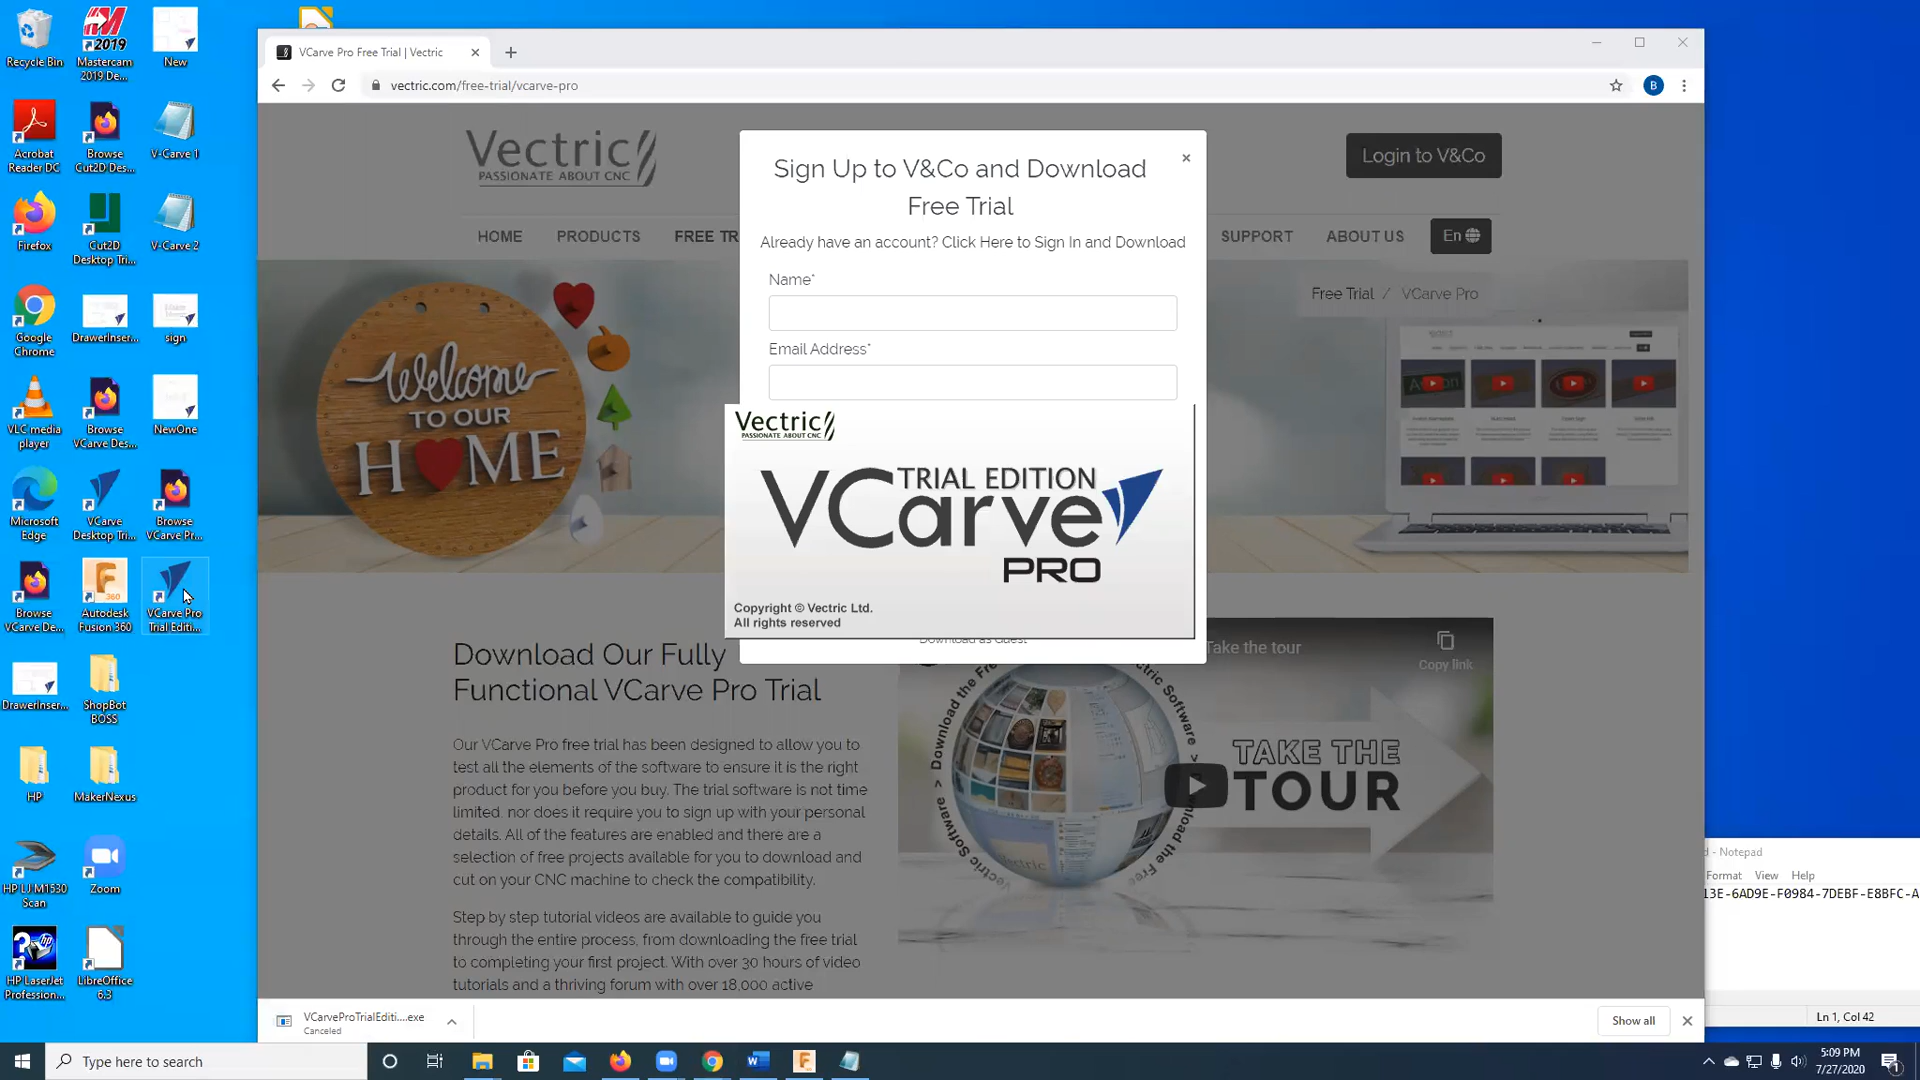 Recycle Bin
Mastercam
2019 De...
New
Acrobat
Reader DC
Browse
Cut2D Des...
V-Carve 1
Firefox
Cut2D
Desktop Tri...
V-Carve 2
Google
Chrome
DrawerInser...
sign
VLC media
player
Browse
VCarve Des...
NewOne
Microsoft
Edge
VCarve
Desktop Tri...
Browse
VCarve Pr...
Browse
VCarve De...
Autodesk
Fusion 360
VCarve Pro
Trial Editi...
DrawerInser...
ShopBot
BOSS
HP
MakerNexus
HP LJ M1530
Scan
Zoom
HP LaserJet
Profession...
LibreOffice
6.3
VCarve Pro Free Trial | Vectric
vectric.com/free-trial/vcarve-pro
B
Vectric
PASSIONATE ABOUT CNC
Login to V&Co
HOME
PRODUCTS
FREE TR
SUPPORT
ABOUT US
En
Free Trial / VCarve Pro
Welcome
TO OUR
HOME
Sign Up to V&Co and Download
Free Trial
Already have an account? Click Here to Sign In and Download
Name*
Email Address*
Vectric
PASSIONATE ABOUT CNC
TRIAL EDITION
VCarve
PRO
Copyright © Vectric Ltd.
All rights reserved
Download as Guest
Download Our Fully
Functional VCarve Pro Trial
Our VCarve Pro free trial has been designed to allow you to
test all the elements of the software to ensure it is the right
product for you before you buy. The trial software is not time
limited, nor does it require you to sign up with your personal
details. All of the features are enabled and there are a
selection of free projects available for you to download and
cut on your CNC machine to check the compatibility.
Step by step tutorial videos are available to guide you
through the entire process, from downloading the free trial
to completing your first project. With over 30 hours of video
tutorials and a thriving forum with over 18,000 active
Take the tour
Copy link
TAKE THE
TOUR
VCarveProTrialEditi....exe
Canceled
Show all
d - Notepad
Format View Help
13E-6AD9E-F0984-7DEBF-E8BFC-A
Ln 1, Col 42
Type here to search
5:09 PM
7/27/2020